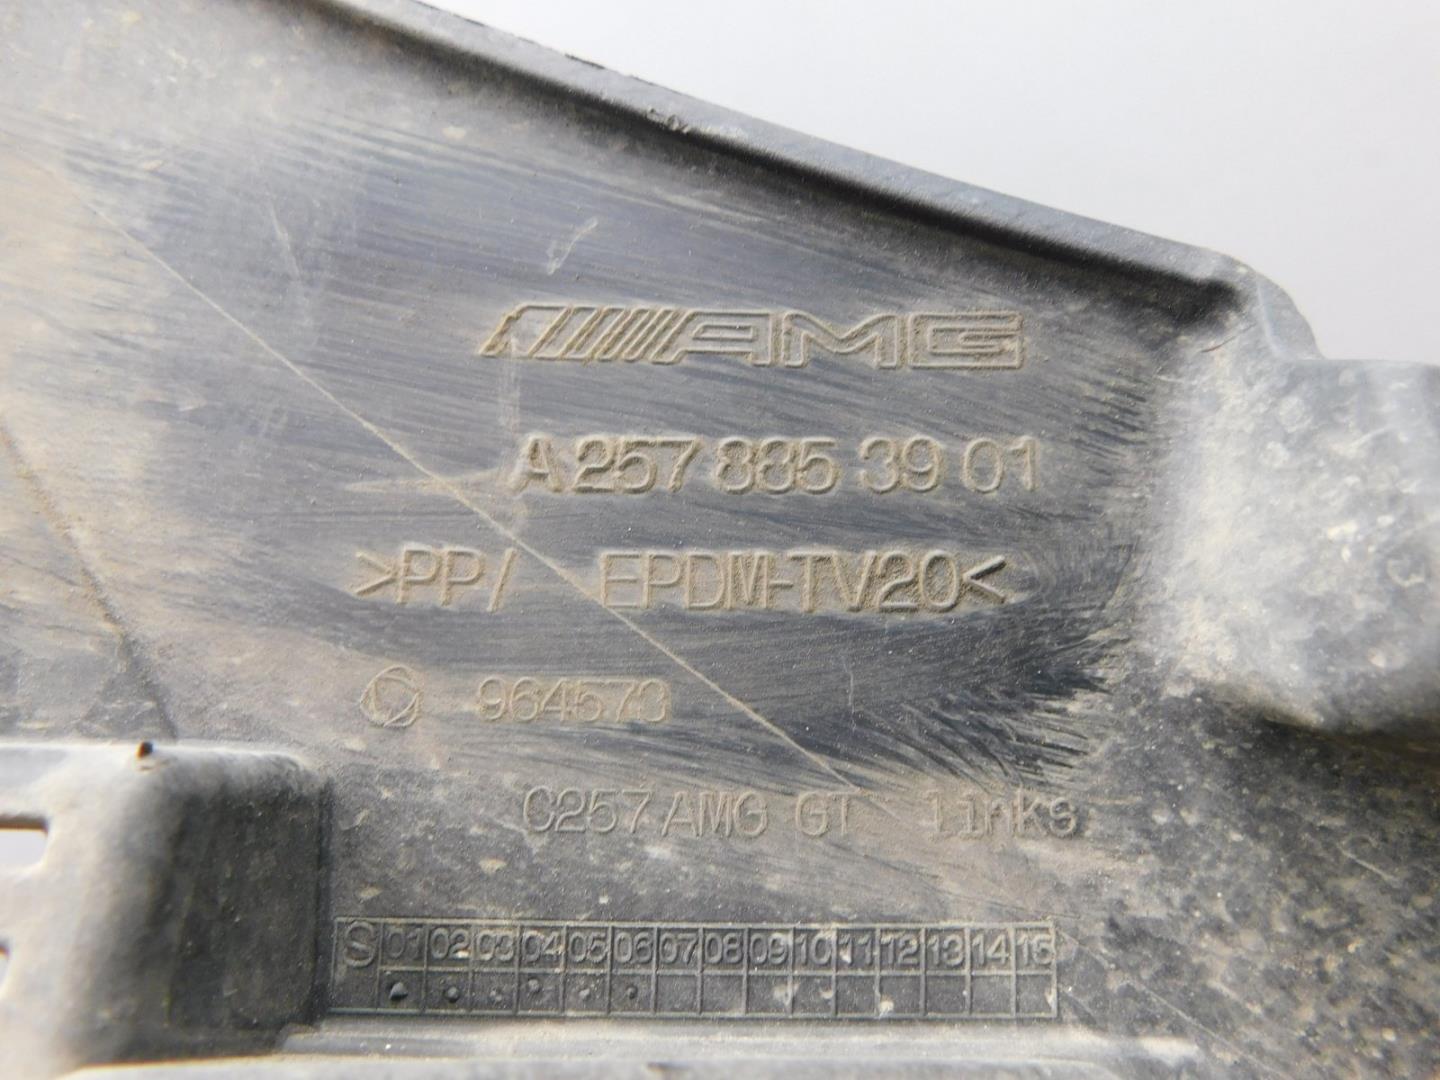 AMG
A 257 885 39 01
>PP/ EPDM-TV20<
964570
C257 AMG GT links
S 01 02 03 04 05 06 07 08 09 10 11 12 13 14 15